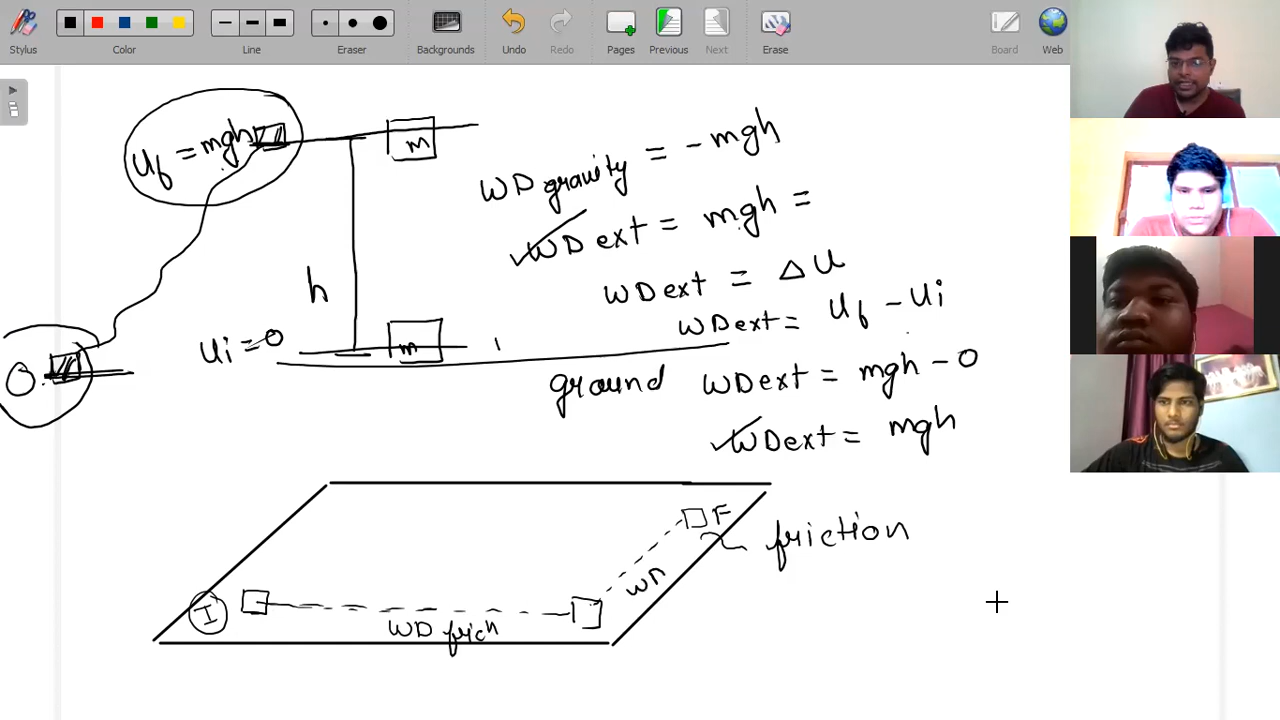 Stylus
Color
Line
Eraser
Backgrounds
Undo
Redo
Pages
Previous
Next
Erase
Board
Web
Uf = mgh
m
WD gravity = - mgh
WD ext = mgh =
h
WD ext = Δ U
WD ext = Uf - Ui
Ui = 0
m
0
ground
WD ext = mgh - 0
WD ext = mgh
F
friction
WD
I
WD frich